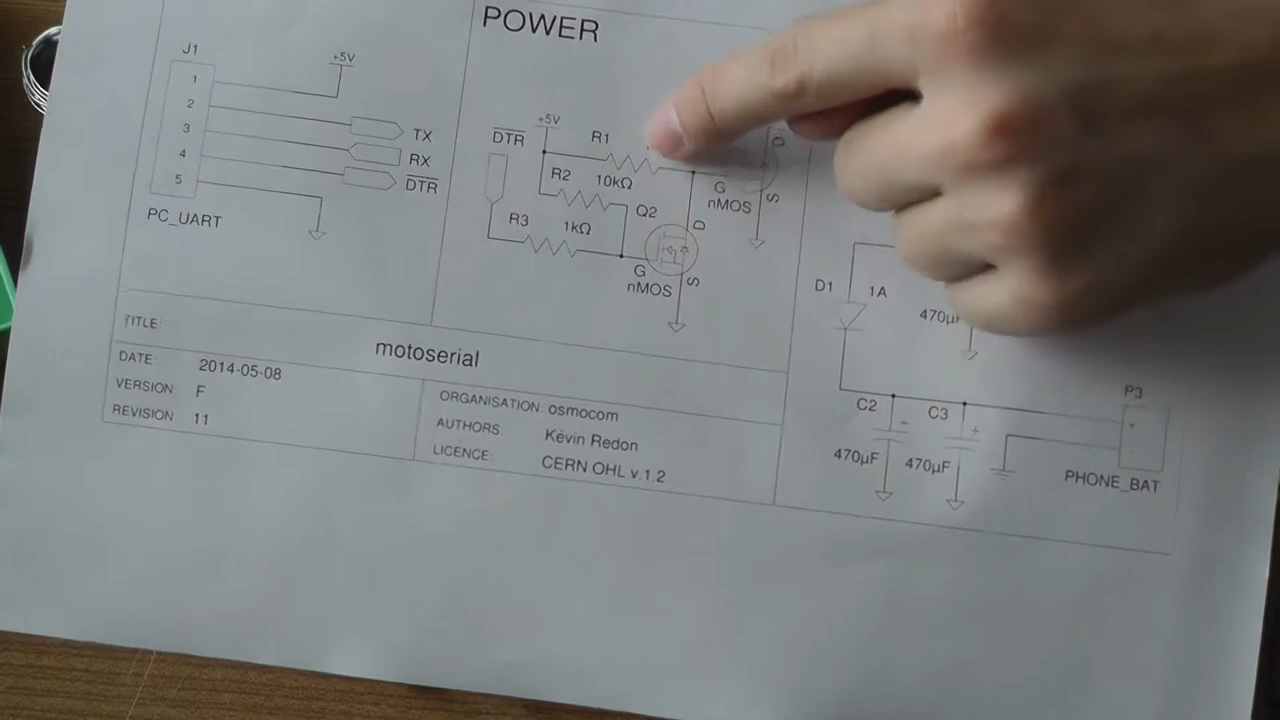 POWER
J1
+5V
1
2
3
4
5
TX
RX
DTR
PC_UART
DTR
+5V
R1
10kΩ
R2
Q2
R3
1kΩ
G
nMOS
D
S
G
nMOS
D
S
D1
1A
470µF
C2
+
470µF
C3
+
470µF
P3
+
-
PHONE_BAT
TITLE:
motoserial
DATE:
2014-05-08
VERSION:
F
REVISION:
11
ORGANISATION: osmocom
AUTHORS:
Kévin Redon
LICENCE:
CERN OHL v.1.2